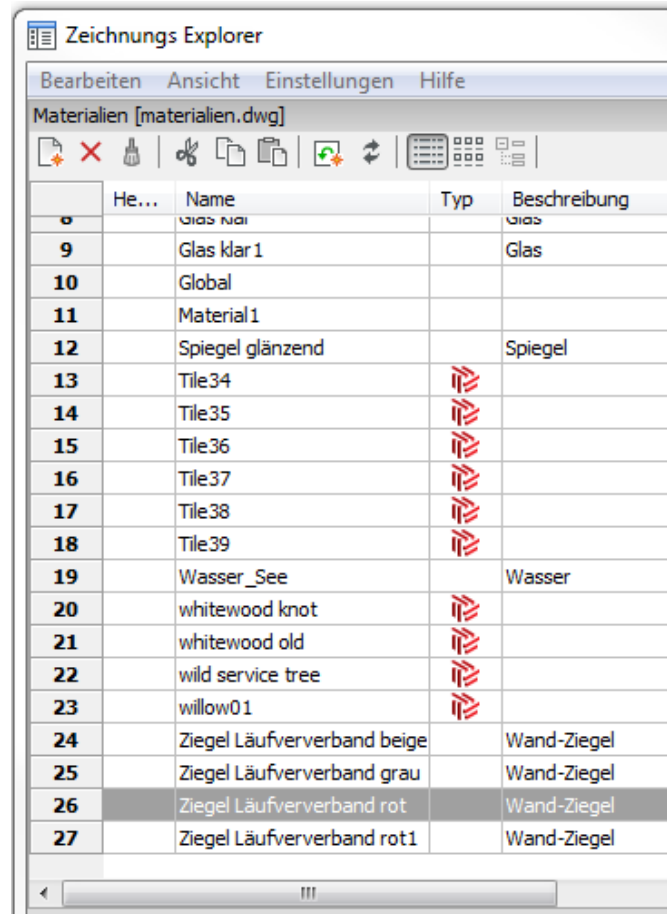 Zeichnungs Explorer
Bearbeiten Ansicht Einstellungen Hilfe
Materialien [materialien.dwg]
He... Name Typ Beschreibung
8 Glas klar Glas
9 Glas klar1 Glas
10 Global
11 Material1
12 Spiegel glänzend Spiegel
13 Tile34
14 Tile35
15 Tile36
16 Tile37
17 Tile38
18 Tile39
19 Wasser_See Wasser
20 whitewood knot
21 whitewood old
22 wild service tree
23 willow01
24 Ziegel Läufververband beige Wand-Ziegel
25 Ziegel Läufververband grau Wand-Ziegel
26 Ziegel Läufververband rot Wand-Ziegel
27 Ziegel Läufververband rot1 Wand-Ziegel